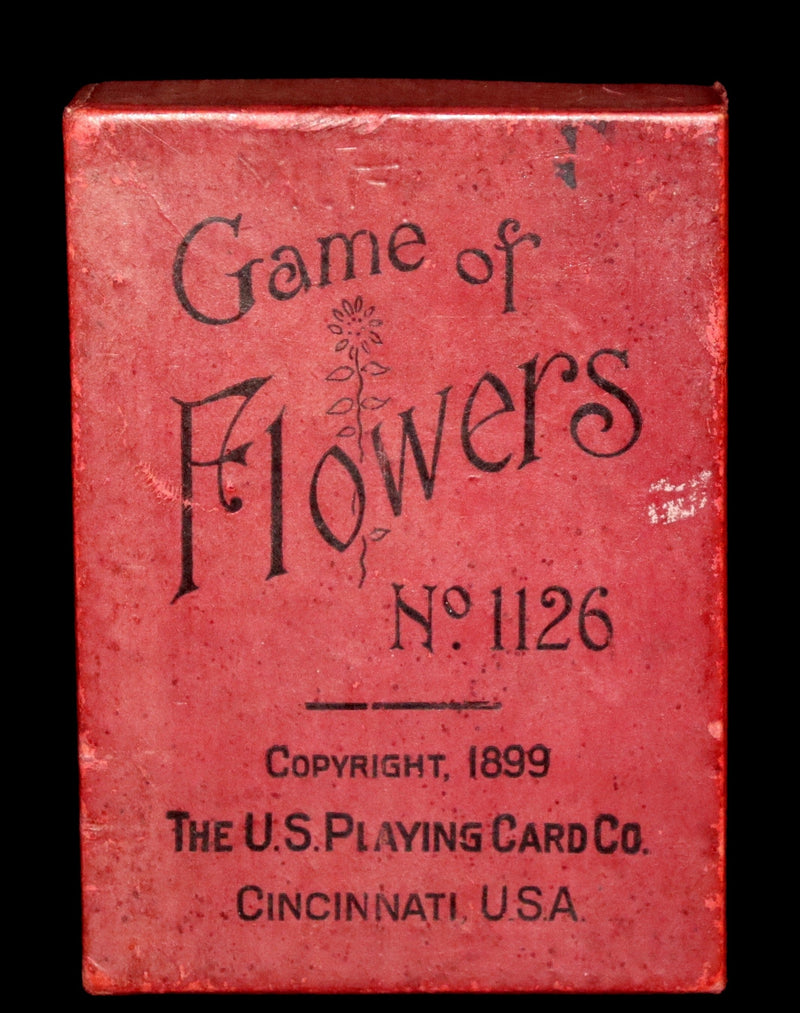 Game of
Flowers
No. 1126
COPYRIGHT, 1899
THE U.S. PLAYING CARD CO.
CINCINNATI, U.S.A.